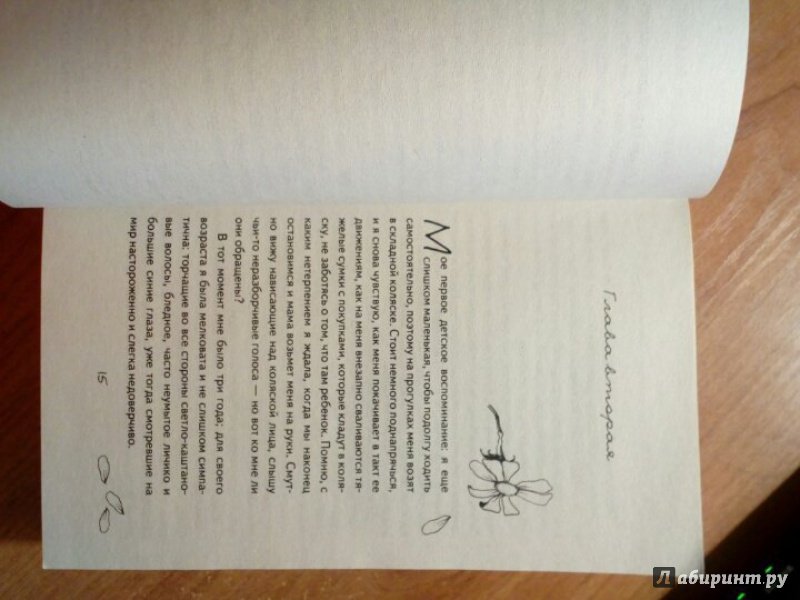 Глава вторая
Мое первое детское воспоминание: я еще
слишком маленькая, чтобы подолгу ходить
самостоятельно, поэтому на прогулках меня возят
в складной коляске. Стоит немного поднапрячься,
и я снова чувствую, как меня покачивает в такт ее
движениям, как на меня внезапно сваливаются тя-
желые сумки с покупками, которые кладут в коля-
ску, не заботясь о том, что там ребенок. Помню, с
каким нетерпением я ждала, когда мы наконец
остановимся и мама возьмет меня на руки. Смут-
но вижу нависающие над коляской лица, слышу
чьи-то неразборчивые голоса — но вот ко мне ли
они обращены?
В тот момент мне было три года; для своего
возраста я была мелковата и не слишком симпа-
тична: торчащие во все стороны светло-каштано-
вые волосы, бледное, часто неумытое личико и
большие синие глаза, уже тогда смотревшие на
мир настороженно и слегка недоверчиво.
15
Лабиринт.ру